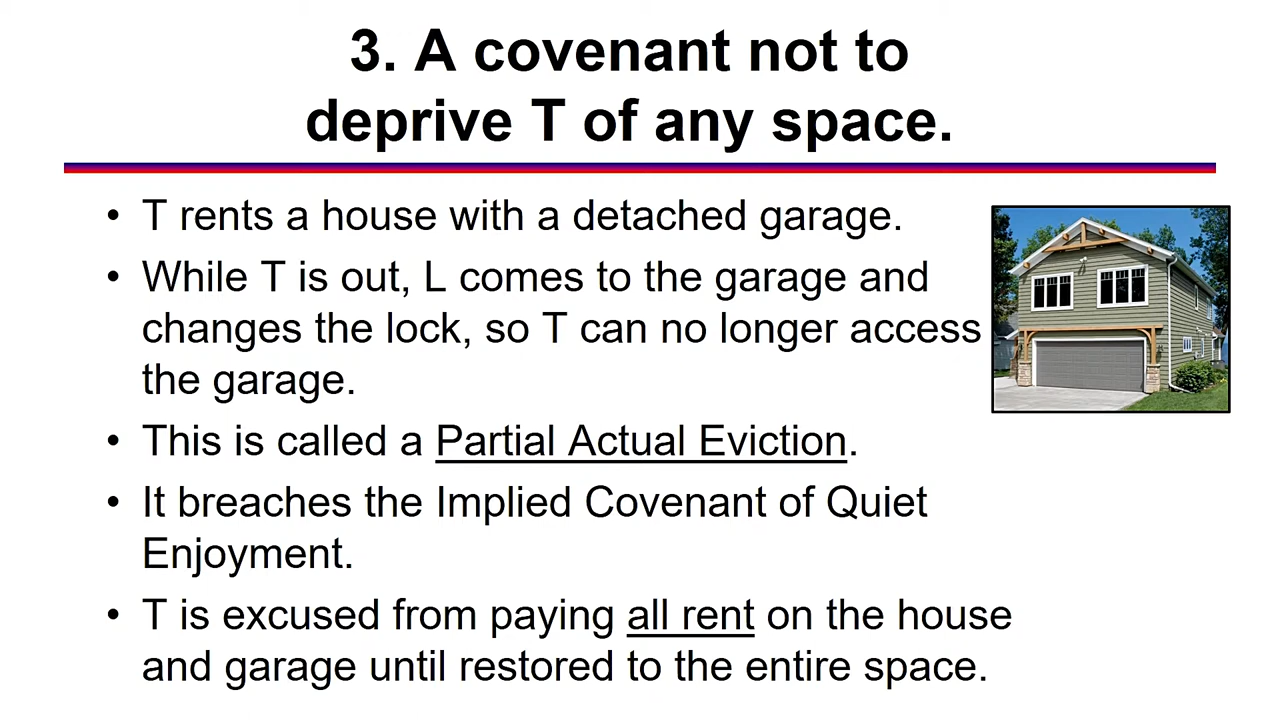 3. A covenant not to
deprive T of any space.
• T rents a house with a detached garage.
• While T is out, L comes to the garage and
changes the lock, so T can no longer access
the garage.
• This is called a Partial Actual Eviction.
• It breaches the Implied Covenant of Quiet
Enjoyment.
• T is excused from paying all rent on the house
and garage until restored to the entire space.